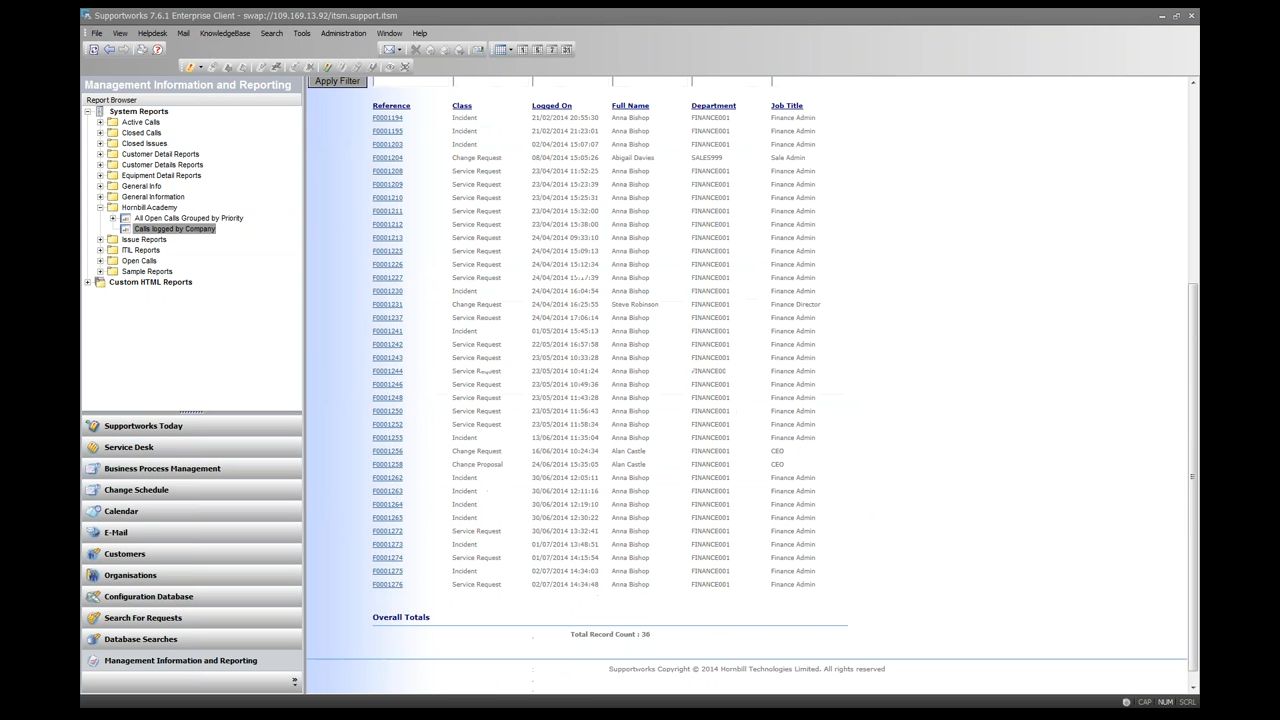 Supportworks 7.6.1 Enterprise Client - swap://109.169.13.92/itsm.support.itsm
File View Helpdesk Mail KnowledgeBase Search Tools Administration Window Help
Management Information and Reporting
Report Browser
System Reports
Active Calls
Closed Calls
Closed Issues
Customer Detail Reports
Customer Details Reports
Equipment Detail Reports
General Info
General Information
Hornbill Academy
All Open Calls Grouped by Priority
Calls logged by Company
Issue Reports
ITIL Reports
Open Calls
Sample Reports
Custom HTML Reports
Supportworks Today
Service Desk
Business Process Management
Change Schedule
Calendar
E-Mail
Customers
Organisations
Configuration Database
Search For Requests
Database Searches
Management Information and Reporting
Apply Filter
Reference Class Logged On Full Name Department Job Title
F0001194 Incident 21/02/2014 20:55:30 Anna Bishop FINANCE001 Finance Admin
F0001195 Incident 21/02/2014 21:23:01 Anna Bishop FINANCE001 Finance Admin
F0001203 Incident 02/04/2014 15:07:07 Anna Bishop FINANCE001 Finance Admin
F0001204 Change Request 08/04/2014 15:05:26 Abigail Davies SALES999 Sale Admin
F0001208 Service Request 23/04/2014 11:52:25 Anna Bishop FINANCE001 Finance Admin
F0001209 Service Request 23/04/2014 15:23:39 Anna Bishop FINANCE001 Finance Admin
F0001210 Service Request 23/04/2014 15:25:31 Anna Bishop FINANCE001 Finance Admin
F0001211 Service Request 23/04/2014 15:32:00 Anna Bishop FINANCE001 Finance Admin
F0001212 Service Request 23/04/2014 15:38:00 Anna Bishop FINANCE001 Finance Admin
F0001213 Service Request 24/04/2014 09:33:10 Anna Bishop FINANCE001 Finance Admin
F0001225 Service Request 24/04/2014 15:09:13 Anna Bishop FINANCE001 Finance Admin
F0001226 Service Request 24/04/2014 15:12:34 Anna Bishop FINANCE001 Finance Admin
F0001227 Service Request 24/04/2014 Anna Bishop FINANCE001 Finance Admin
F0001230 Incident 24/04/2014 16:04:54 Anna Bishop FINANCE001 Finance Admin
F0001231 Change Request 24/04/2014 16:25:55 Steve Robinson FINANCE001 Finance Director
F0001237 Service Request 24/04/2014 17:06:14 Anna Bishop FINANCE001 Finance Admin
F0001241 Incident 01/05/2014 15:45:13 Anna Bishop FINANCE001 Finance Admin
F0001242 Service Request 22/05/2014 16:57:58 Anna Bishop FINANCE001 Finance Admin
F0001243 Service Request 23/05/2014 10:33:28 Anna Bishop FINANCE001 Finance Admin
F0001244 Service Request 23/05/2014 10:41:24 Anna Bishop Finance Admin
F0001246 Service Request 23/05/2014 10:49:36 Anna Bishop FINANCE001 Finance Admin
F0001248 Service Request 23/05/2014 11:43:28 Anna Bishop FINANCE001 Finance Admin
F0001250 Service Request 23/05/2014 11:56:43 Anna Bishop FINANCE001 Finance Admin
F0001252 Service Request 23/05/2014 11:58:34 Anna Bishop FINANCE001 Finance Admin
F0001255 Incident 13/06/2014 11:35:04 Anna Bishop FINANCE001 Finance Admin
F0001256 Change Request 16/06/2014 10:24:34 Alan Castle FINANCE001 CEO
F0001258 Change Proposal 24/06/2014 15:35:05 Alan Castle FINANCE001 CEO
F0001262 Incident 30/06/2014 12:05:11 Anna Bishop FINANCE001 Finance Admin
F0001263 Incident 30/06/2014 12:11:16 Anna Bishop FINANCE001 Finance Admin
F0001264 Incident 30/06/2014 12:19:10 Anna Bishop FINANCE001 Finance Admin
F0001265 Incident 30/06/2014 12:30:22 Anna Bishop FINANCE001 Finance Admin
F0001272 Service Request 30/06/2014 13:32:41 Anna Bishop FINANCE001 Finance Admin
F0001273 Incident 01/07/2014 13:48:51 Anna Bishop FINANCE001 Finance Admin
F0001274 Service Request 01/07/2014 14:15:54 Anna Bishop FINANCE001 Finance Admin
F0001275 Incident 02/07/2014 14:34:03 Anna Bishop FINANCE001 Finance Admin
F0001276 Service Request 02/07/2014 14:34:48 Anna Bishop FINANCE001 Finance Admin
Overall Totals
Total Record Count : 36
Supportworks Copyright © 2014 Hornbill Technologies Limited. All rights reserved
CAP NUM SCRL